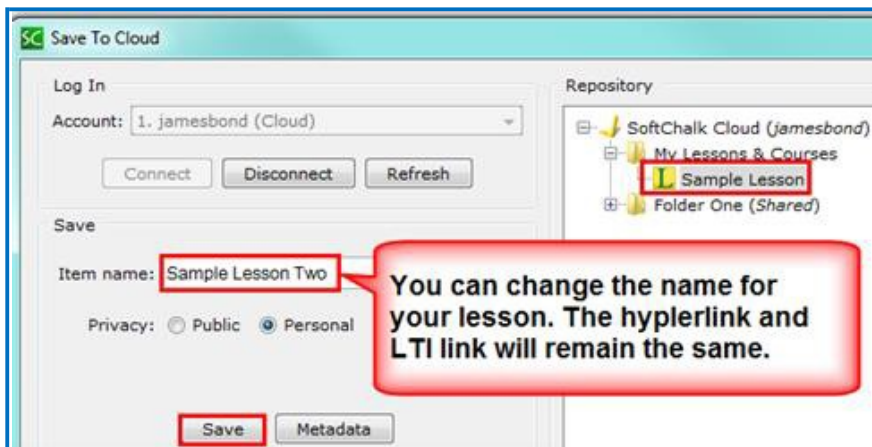 SC Save To Cloud
Log In
Account: 1. jamesbond (Cloud)
Connect Disconnect Refresh
Save
Item name: Sample Lesson Two
Privacy: Public Personal
Save Metadata
Repository
SoftChalk Cloud (jamesbond)
My Lessons & Courses
L Sample Lesson
Folder One (Shared)
You can change the name for
your lesson. The hyplerlink and
LTI link will remain the same.